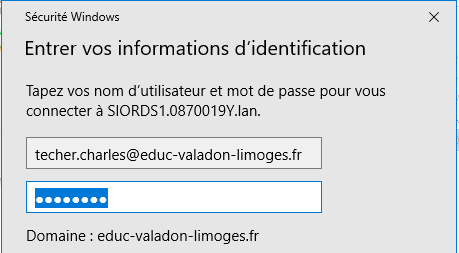 Sécurité Windows
Entrer vos informations d'identification
Tapez vos nom d'utilisateur et mot de passe pour vous
connecter à SIORDS1.0870019Y.lan.
techer.charles@educ-valadon-limoges.fr
●●●●●●●●
Domaine : educ-valadon-limoges.fr